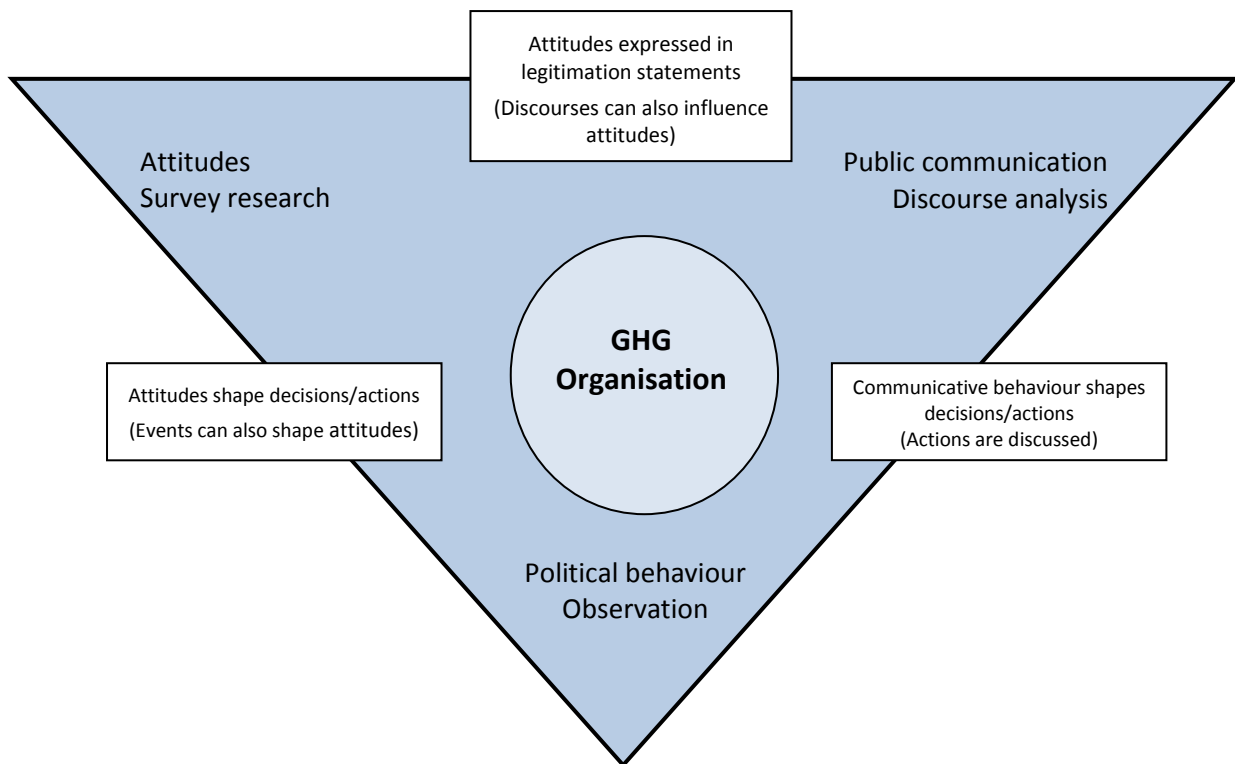 Attitudes expressed in
legitimation statements
(Discourses can also influence
attitudes)
Attitudes
Survey research
Public communication
Discourse analysis
GHG
Organisation
Attitudes shape decisions/actions
(Events can also shape attitudes)
Communicative behaviour shapes
decisions/actions
(Actions are discussed)
Political behaviour
Observation